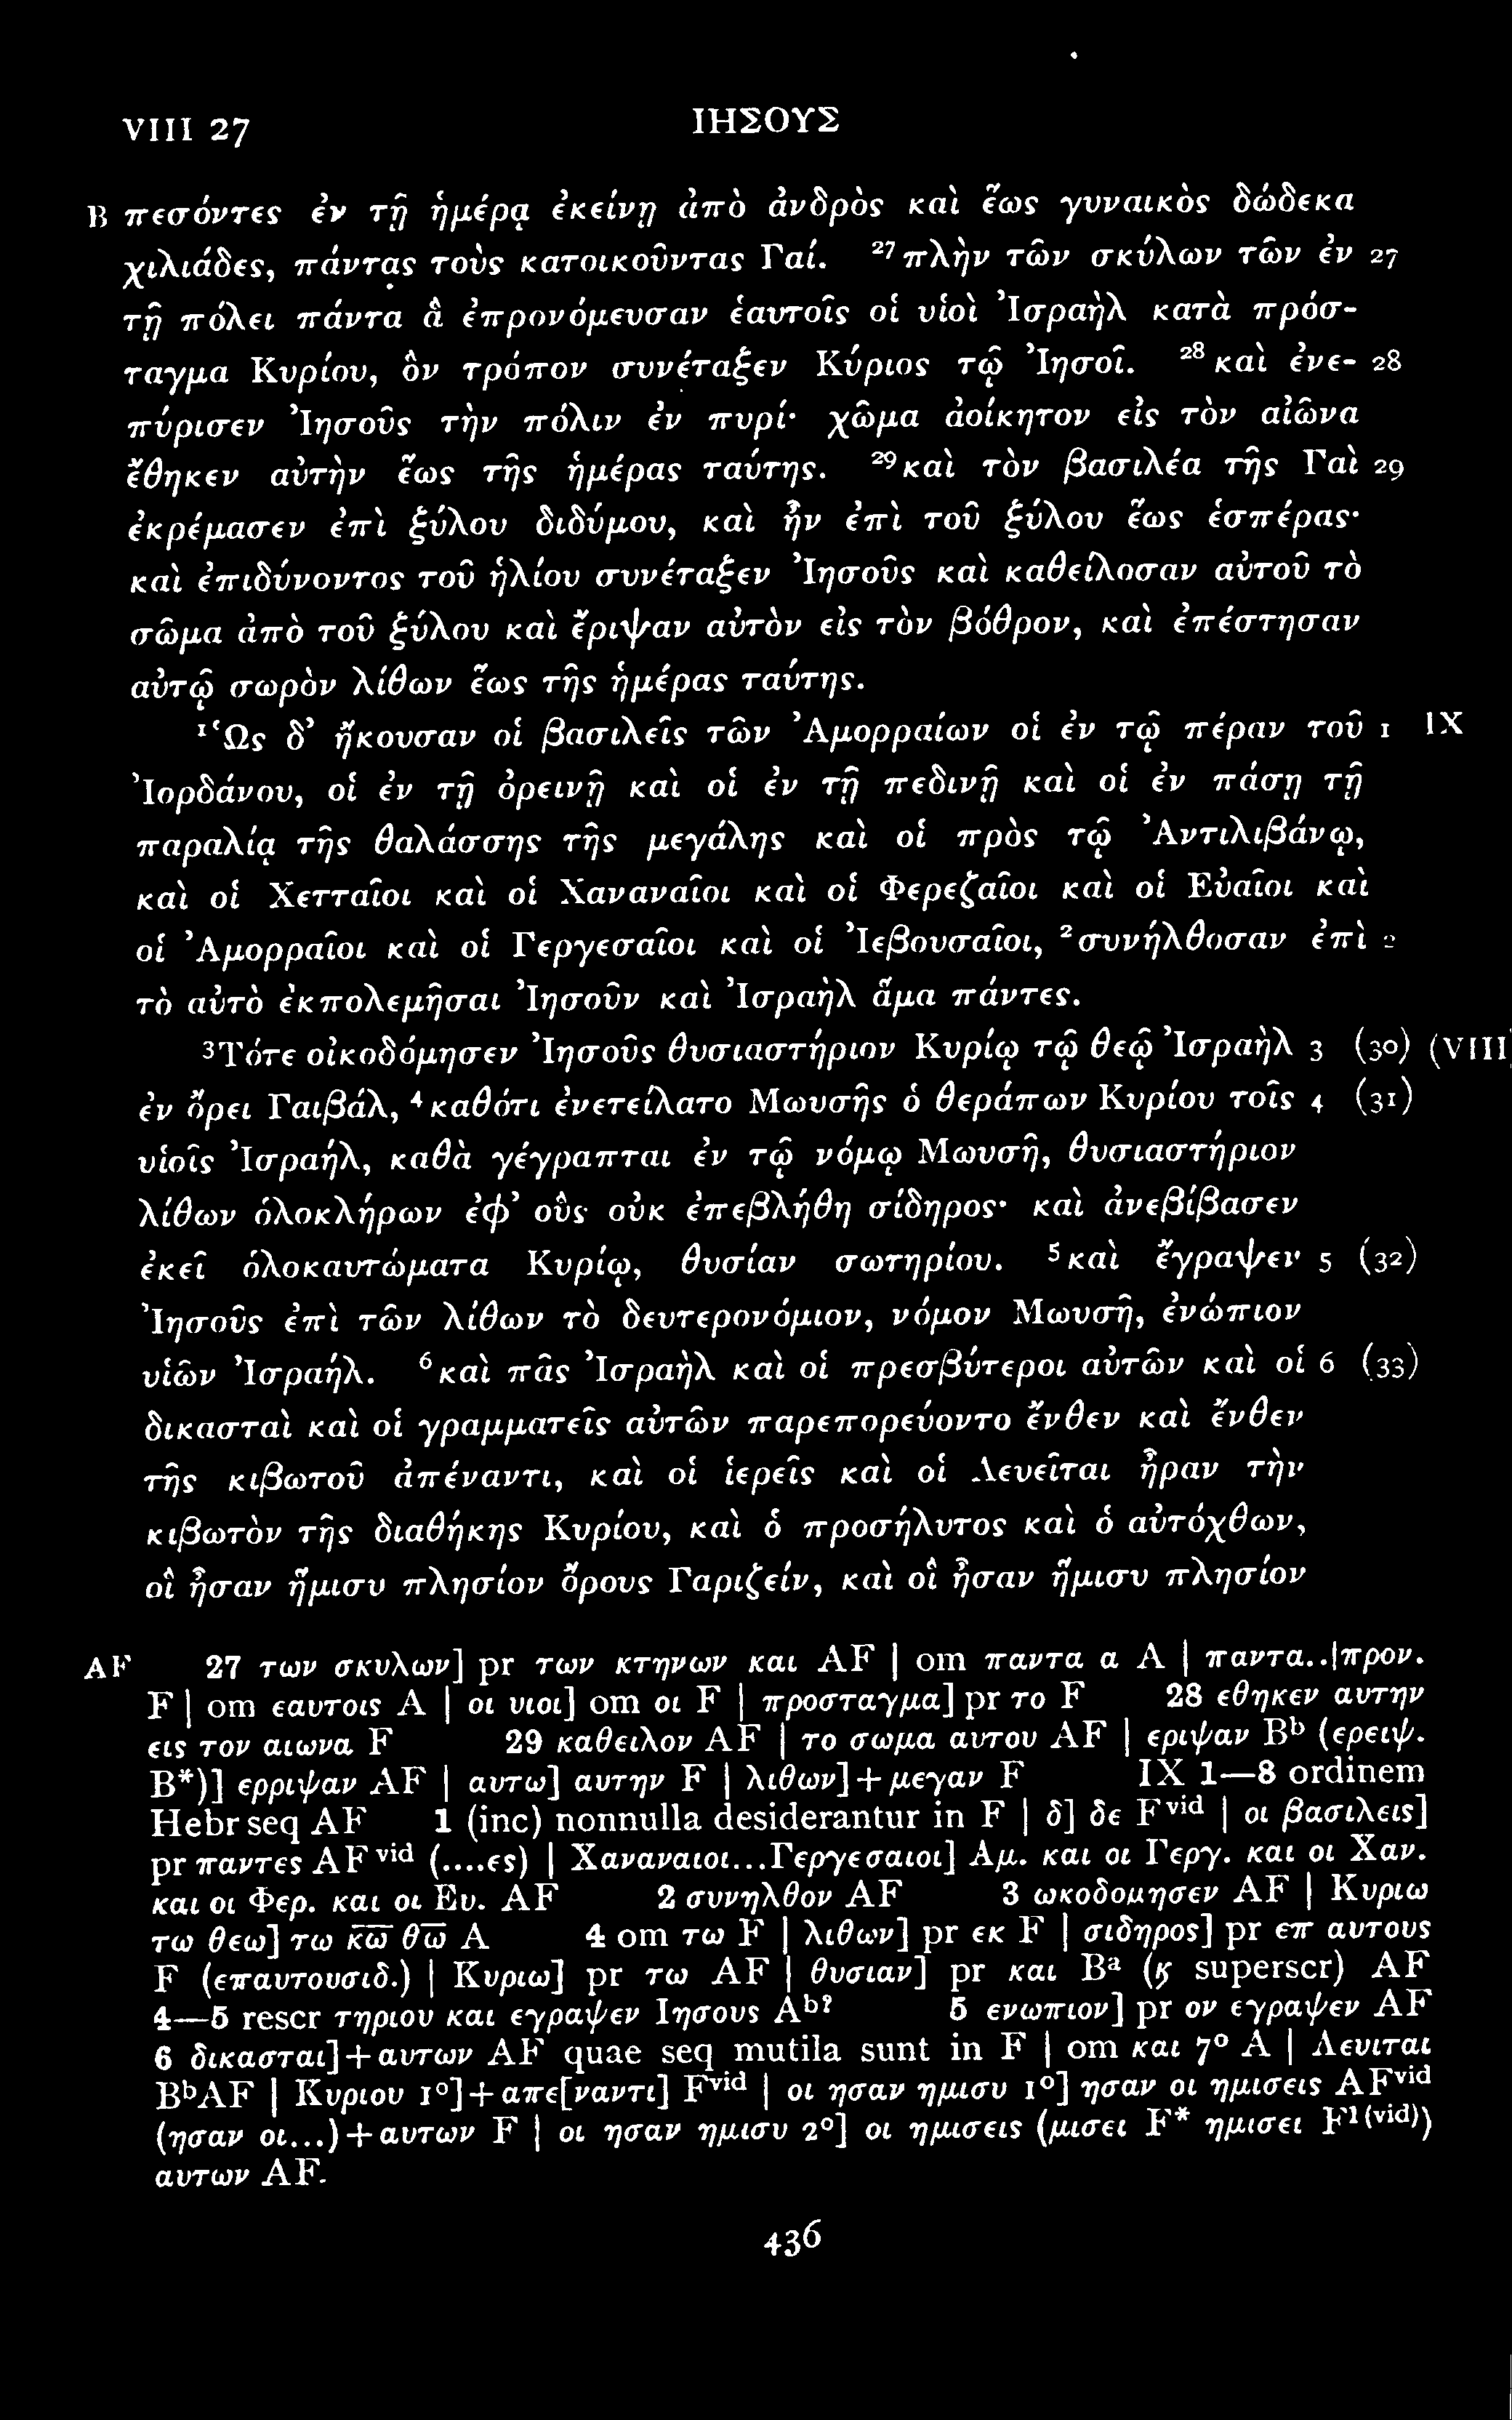 VIII 27 ΙΗΣΟΥΣ
B πεσόντες ἐν τῇ ἡμέρᾳ ἐκείνῃ ἀπὸ ἀνδρὸς καὶ ἕως γυναικὸς δώδεκα
χιλιάδες, πάντας τοὺς κατοικοῦντας Γαί. ²⁷πλὴν τῶν σκύλων τῶν ἐν 27
τῇ πόλει πάντα ἃ ἐπρονόμευσαν ἑαυτοῖς οἱ υἱοὶ Ἰσραὴλ κατὰ πρόσ-
ταγμα Κυρίου, ὃν τρόπον συνέταξεν Κύριος τῷ Ἰησοῖ. ²⁸καὶ ἐνε- 28
πύρισεν Ἰησοῦς τὴν πόλιν ἐν πυρί· χῶμα ἀοίκητον εἰς τὸν αἰῶνα
ἔθηκεν αὐτὴν ἕως τῆς ἡμέρας ταύτης. ²⁹καὶ τὸν βασιλέα τῆς Γαὶ 29
ἐκρέμασεν ἐπὶ ξύλου διδύμου, καὶ ἦν ἐπὶ τοῦ ξύλου ἕως ἑσπέρας·
καὶ ἐπιδύνοντος τοῦ ἡλίου συνέταξεν Ἰησοῦς καὶ καθείλοσαν αὐτοῦ τὸ
σῶμα ἀπὸ τοῦ ξύλου καὶ ἔριψαν αὐτὸν εἰς τὸν βόθρον, καὶ ἐπέστησαν
αὐτῷ σωρὸν λίθων ἕως τῆς ἡμέρας ταύτης.
¹Ὡς δ’ ἤκουσαν οἱ βασιλεῖς τῶν Ἀμορραίων οἱ ἐν τῷ πέραν τοῦ 1 IX
Ἰορδάνου, οἱ ἐν τῇ ὀρεινῇ καὶ οἱ ἐν τῇ πεδινῇ καὶ οἱ ἐν πάσῃ τῇ
παραλίᾳ τῆς θαλάσσης τῆς μεγάλης καὶ οἱ πρὸς τῷ Ἀντιλιβάνῳ,
καὶ οἱ Χετταῖοι καὶ οἱ Χαναναῖοι καὶ οἱ Φερεζαῖοι καὶ οἱ Εὑαῖοι καὶ
οἱ Ἀμορραῖοι καὶ οἱ Γεργεσαῖοι καὶ οἱ Ἰεβουσαῖοι, ²συνήλθοσαν ἐπὶ 2
τὸ αὐτὸ ἐκπολεμῆσαι Ἰησοῦν καὶ Ἰσραὴλ ἅμα πάντες.
³Τότε οἰκοδόμησεν Ἰησοῦς θυσιαστήριον Κυρίῳ τῷ θεῷ Ἰσραὴλ 3 (30) (VIII
ἐν ὄρει Γαιβάλ, ⁴καθότι ἐνετείλατο Μωυσῆς ὁ θεράπων Κυρίου τοῖς 4 (31)
υἱοῖς Ἰσραήλ, καθὰ γέγραπται ἐν τῷ νόμῳ Μωυσῆ, θυσιαστήριον
λίθων ὁλοκλήρων ἐφ’ οὓς οὐκ ἐπεβλήθη σίδηρος· καὶ ἀνεβίβασεν
ἐκεῖ ὁλοκαυτώματα Κυρίῳ, θυσίαν σωτηρίου. ⁵καὶ ἔγραψεν 5 (32)
Ἰησοῦς ἐπὶ τῶν λίθων τὸ δευτερονόμιον, νόμον Μωυσῆ, ἐνώπιον
υἱῶν Ἰσραήλ. ⁶καὶ πᾶς Ἰσραὴλ καὶ οἱ πρεσβύτεροι αὐτῶν καὶ οἱ 6 (33)
δικασταὶ καὶ οἱ γραμματεῖς αὐτῶν παρεπορεύοντο ἔνθεν καὶ ἔνθεν
τῆς κιβωτοῦ ἀπέναντι, καὶ οἱ ἱερεῖς καὶ οἱ Λευεῖται ἦραν τὴν
κιβωτὸν τῆς διαθήκης Κυρίου, καὶ ὁ προσήλυτος καὶ ὁ αὐτόχθων,
οἳ ἦσαν ἥμισυ πλησίον ὄρους Γαριζείν, καὶ οἳ ἦσαν ἥμισυ πλησίον
AF 27 των σκυλων] pr των κτηνων και AF | om παντα α A | παντα..|προν.
F | om εαυτοις A | οι υιοι] om οι F | προσταγμα] pr το F 28 εθηκεν αυτην
εις τον αιωνα F 29 καθειλον AF | το σωμα αυτου AF | εριψαν Bᵇ (ερειψ.
B*)] ερριψαν AF | αυτω] αυτην F | λιθων]+μεγαν F IX 1—8 ordinem
Hebr seq AF 1 (inc) nonnulla desiderantur in F | δ] δε Fᵛⁱᵈ | οι βασιλεις]
pr παντες AFᵛⁱᵈ (....ες) | Χαναναιοι...Γεργεσαιοι] Αμ. και οι Γεργ. και οι Χαν.
και οι Φερ. και οι Ευ. AF 2 συνηλθον AF 3 ωκοδομησεν AF | Κυριω
τω θεω] τω κ̅ω̅ θ̅ω̅ A 4 om τω F | λιθων] pr εκ F | σιδηρος] pr επ αυτους
F (επαυτουσιδ.) | Κυριω] pr τω AF | θυσιαν] pr και Bᵃ (ϗ superscr) AF
4—5 rescr τηριου και εγραψεν Ιησους Aᵇ? 5 ενωπιον] pr ον εγραψεν AF
6 δικασται]+αυτων AF quae seq mutila sunt in F | om και 7° A | Λευιται
BᵇAF | Κυριου 1°]+απε[ναντι] Fᵛⁱᵈ | οι ησαν ημισυ 1°] ησαν οι ημισεις AFᵛⁱᵈ
(ησαν οι...)+αυτων F | οι ησαν ημισυ 2°] οι ημισεις (μισει F* ημισει F¹⁽ᵛⁱᵈ⁾)
αυτων AF.
436